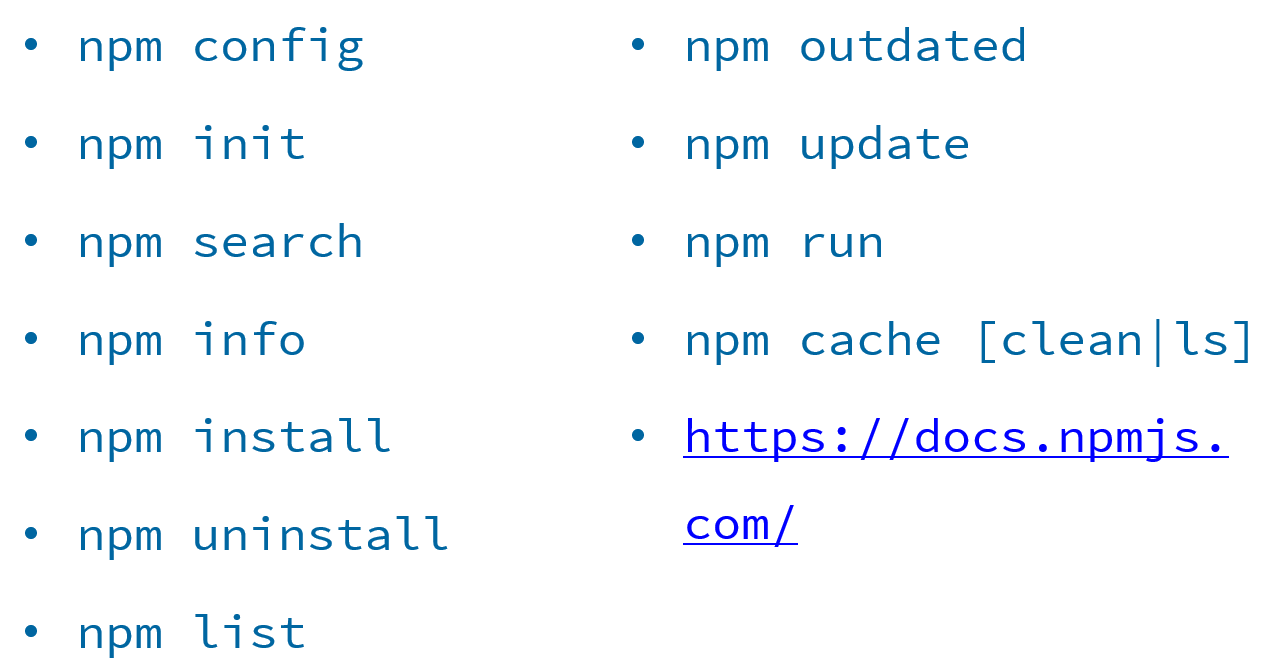 • npm config
• npm init
• npm search
• npm info
• npm install
• npm uninstall
• npm list
• npm outdated
• npm update
• npm run
• npm cache [clean|ls]
• https://docs.npmjs.
com/